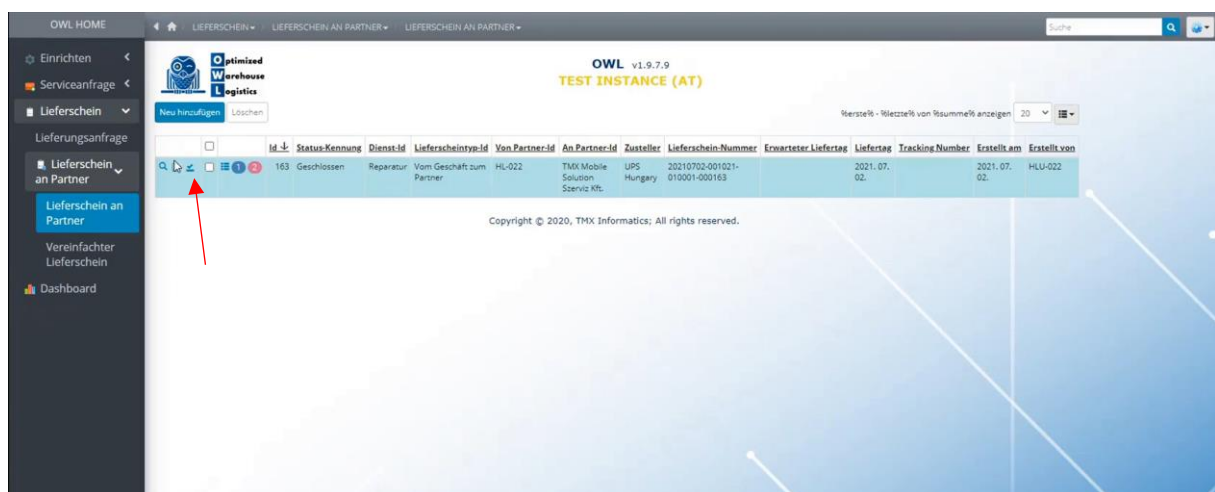 OWL HOME
LIEFERSCHEIN / LIEFERSCHEIN AN PARTNER / LIEFERSCHEIN AN PARTNER
Suche
Einrichten
Serviceanfrage
Lieferschein
Lieferungsanfrage
Lieferschein
an Partner
Lieferschein an
Partner
Vereinfachter
Lieferschein
Dashboard
Optimized
Warehouse
Logistics
OWL v1.9.7.9
TEST INSTANCE (AT)
Neu hinzufügen Löschen
%erste% - %letzte% von %summe% anzeigen 20
Id Status-Kennung Dienst-Id Lieferscheintyp-Id Von Partner-Id An Partner-Id Zusteller Lieferschein-Nummer Erwarteter Liefertag Liefertag Tracking Number Erstellt am Erstellt von
1 2 163 Geschlossen Reparatur Vom Geschäft zum HL-022 TMX Mobile UPS 20210702-001021- 2021. 07. 2021. 07. HLU-022
Partner Solution Hungary 010001-000163 02. 02.
Szerviz Kft.
Copyright © 2020, TMX Informatics; All rights reserved.